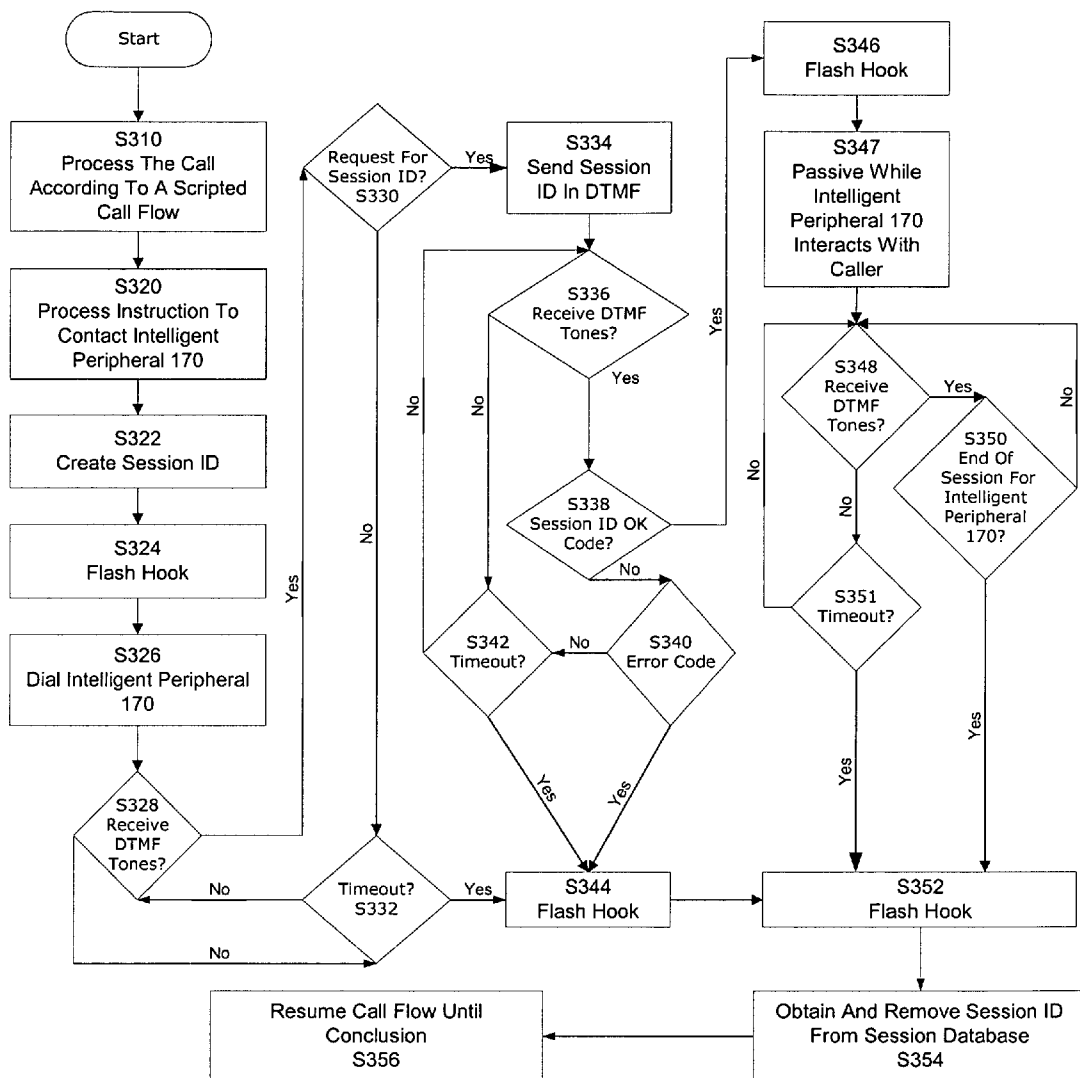 Start
S310
Process The Call
According To A Scripted
Call Flow
S320
Process Instruction To
Contact Intelligent
Peripheral 170
S322
Create Session ID
S324
Flash Hook
S326
Dial Intelligent Peripheral
170
S328
Receive
DTMF
Tones?
Yes
No
No
Request For
Session ID?
S330
Yes
No
Timeout?
S332
Yes
S334
Send Session
ID In DTMF
S336
Receive DTMF
Tones?
No
No
Yes
S338
Session ID OK
Code?
Yes
No
S342
Timeout?
No
S340
Error Code
Yes
Yes
S344
Flash Hook
S346
Flash Hook
S347
Passive While
Intelligent
Peripheral 170
Interacts With
Caller
S348
Receive
DTMF
Tones?
Yes
No
No
No
S350
End Of
Session For
Intelligent
Peripheral
170?
S351
Timeout?
Yes
Yes
S352
Flash Hook
Obtain And Remove Session ID
From Session Database
S354
Resume Call Flow Until
Conclusion
S356